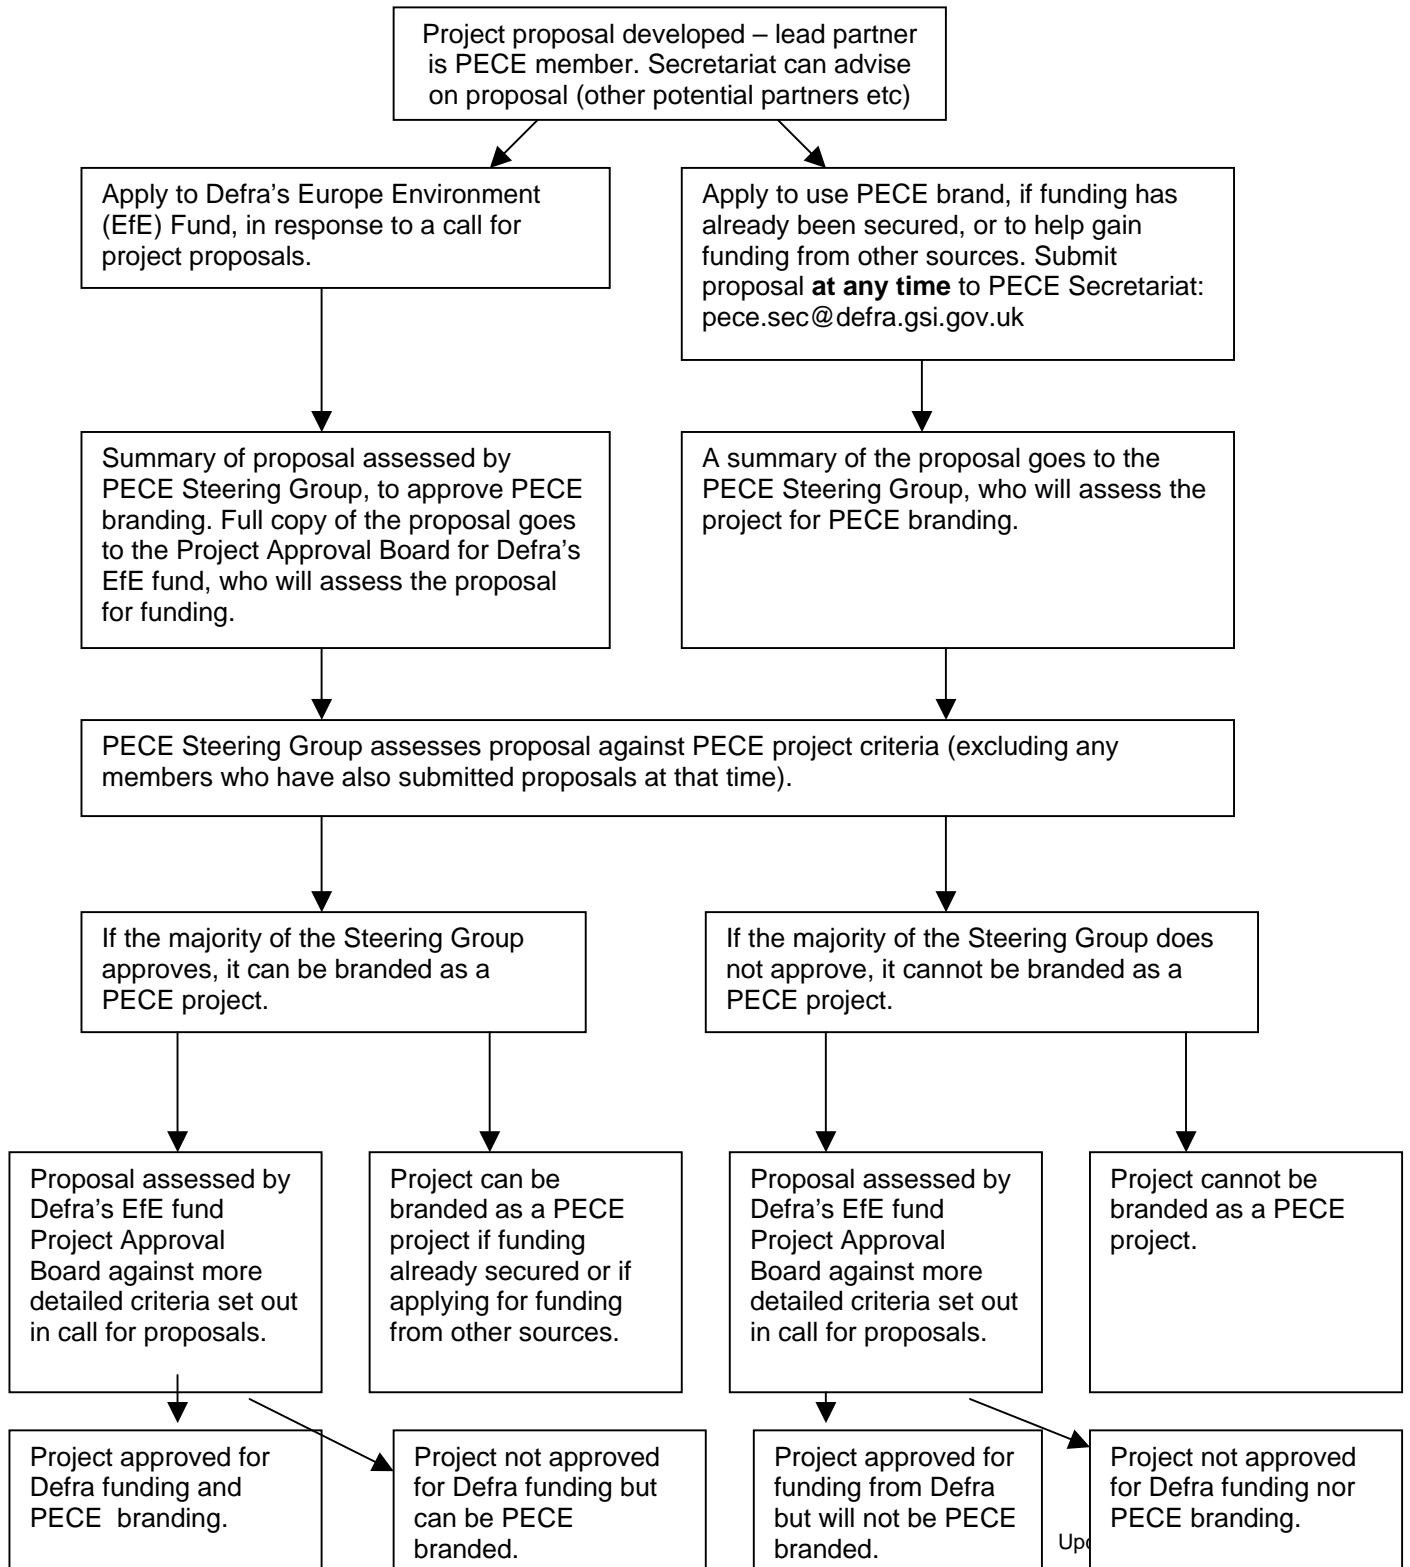 Project proposal developed – lead partner
is PECE member. Secretariat can advise
on proposal (other potential partners etc)
Apply to Defra's Europe Environment
(EfE) Fund, in response to a call for
project proposals.
Apply to use PECE brand, if funding has
already been secured, or to help gain
funding from other sources. Submit
proposal at any time to PECE Secretariat:
pece.sec@defra.gsi.gov.uk
Summary of proposal assessed by
PECE Steering Group, to approve PECE
branding. Full copy of the proposal goes
to the Project Approval Board for Defra's
EfE fund, who will assess the proposal
for funding.
A summary of the proposal goes to the
PECE Steering Group, who will assess the
project for PECE branding.
PECE Steering Group assesses proposal against PECE project criteria (excluding any
members who have also submitted proposals at that time).
If the majority of the Steering Group
approves, it can be branded as a
PECE project.
If the majority of the Steering Group does
not approve, it cannot be branded as a
PECE project.
Proposal assessed by
Defra's EfE fund
Project Approval
Board against more
detailed criteria set out
in call for proposals.
Project can be
branded as a PECE
project if funding
already secured or if
applying for funding
from other sources.
Proposal assessed by
Defra's EfE fund
Project Approval
Board against more
detailed criteria set out
in call for proposals.
Project cannot be
branded as a PECE
project.
Project approved for
Defra funding and
PECE branding.
Project not approved
for Defra funding but
can be PECE
branded.
Project approved for
funding from Defra
but will not be PECE
branded.
Project not approved
for Defra funding nor
PECE branding.